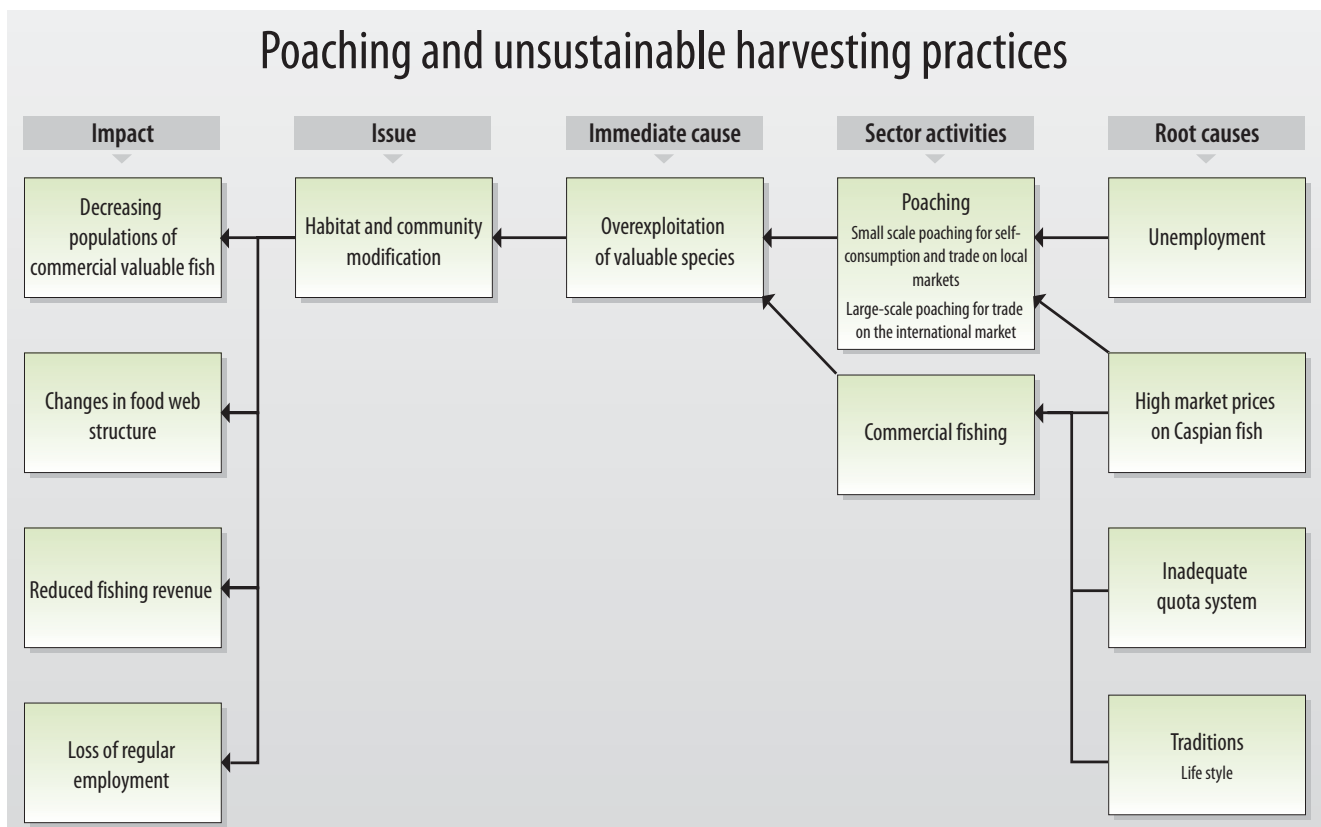 Poaching and unsustainable harvesting practices
Impact
Issue
Immediate cause
Sector activities
Root causes
Decreasing
populations of
commercial valuable fish
Habitat and community
modification
Overexploitation
of valuable species
Poaching
Small scale poaching for self-
consumption and trade on local
markets
Large-scale poaching for trade
on the international market
Unemployment
Changes in food web
structure
Commercial fishing
High market prices
on Caspian fish
Reduced fishing revenue
Inadequate
quota system
Loss of regular
employment
Traditions
Life style